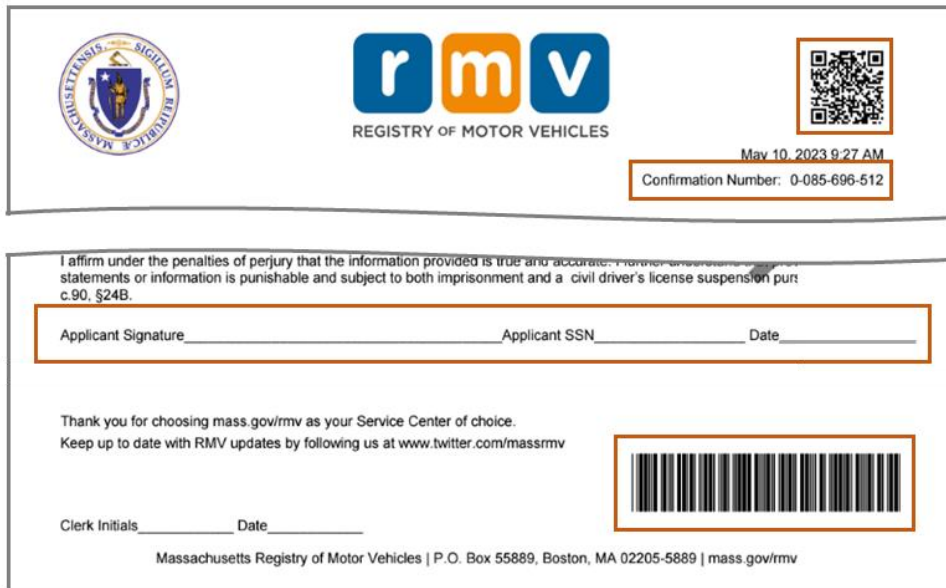 MASSACHUSETTENSIS. SIGILLUM REIPUBLICÆ
rmv
REGISTRY OF MOTOR VEHICLES
May 10, 2023 9:27 AM
Confirmation Number: 0-085-696-512
I affirm under the penalties of perjury that the information provided is true and accurate. I further understand
statements or information is punishable and subject to both imprisonment and a civil driver's license suspension
c.90, §24B.
Applicant Signature Applicant SSN Date
Thank you for choosing mass.gov/rmv as your Service Center of choice.
Keep up to date with RMV updates by following us at www.twitter.com/massrmv
Clerk Initials Date
Massachusetts Registry of Motor Vehicles | P.O. Box 55889, Boston, MA 02205-5889 | mass.gov/rmv